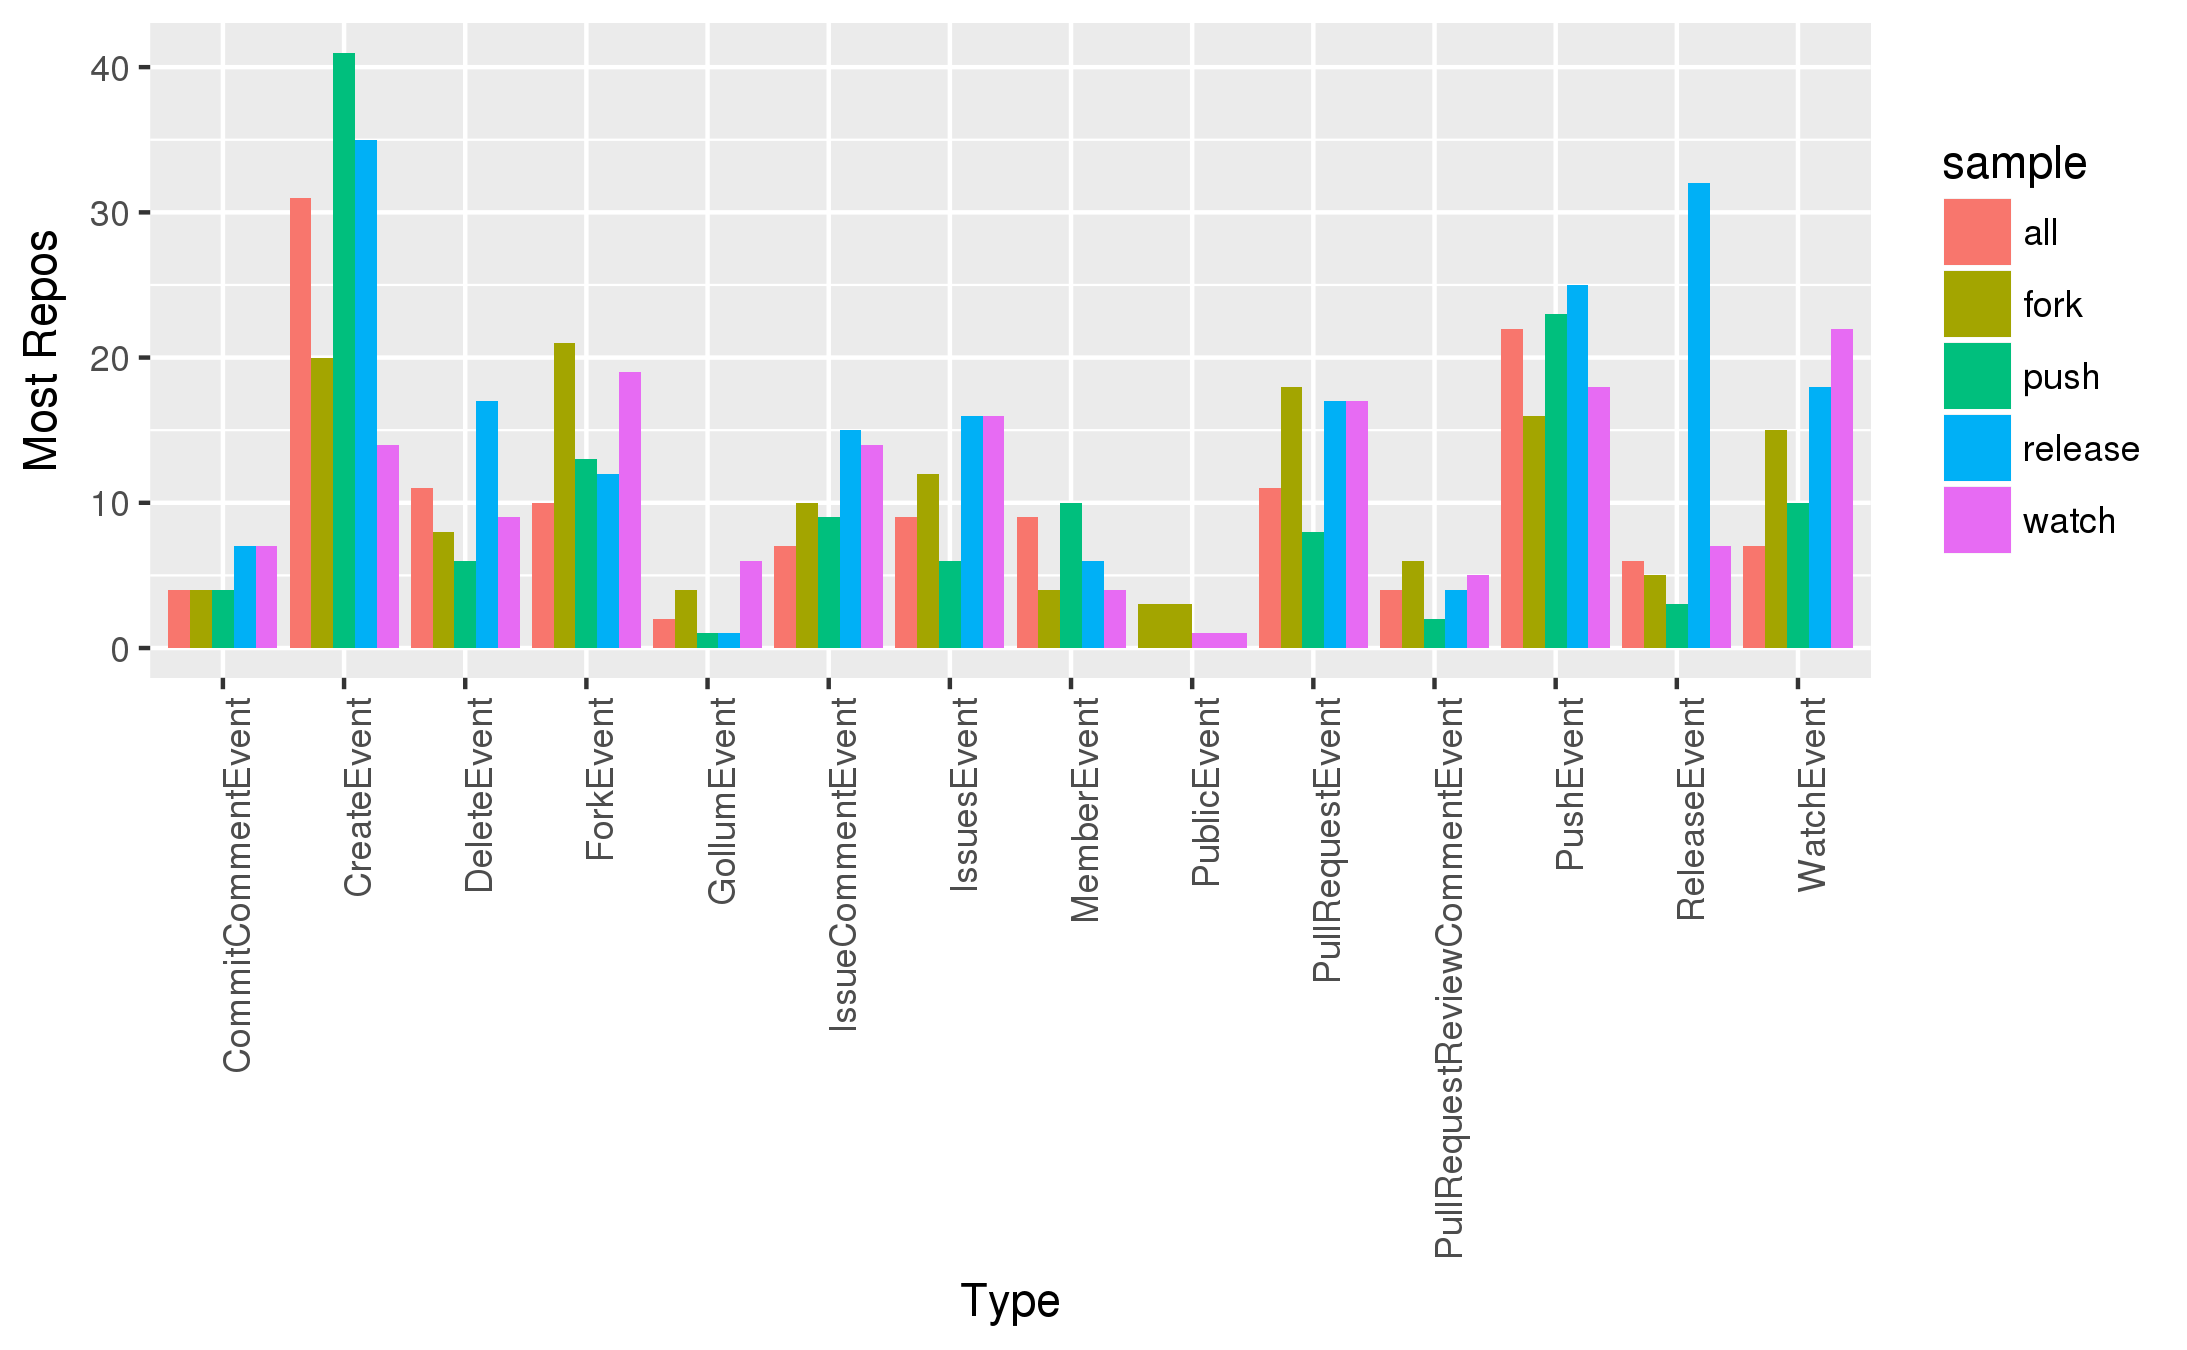 Most Repos
40
30
20
10
0
CommitCommentEvent
CreateEvent
DeleteEvent
ForkEvent
GollumEvent
IssueCommentEvent
IssuesEvent
MemberEvent
PublicEvent
PullRequestEvent
PullRequestReviewCommentEvent
PushEvent
ReleaseEvent
WatchEvent
Type
sample
all
fork
push
release
watch